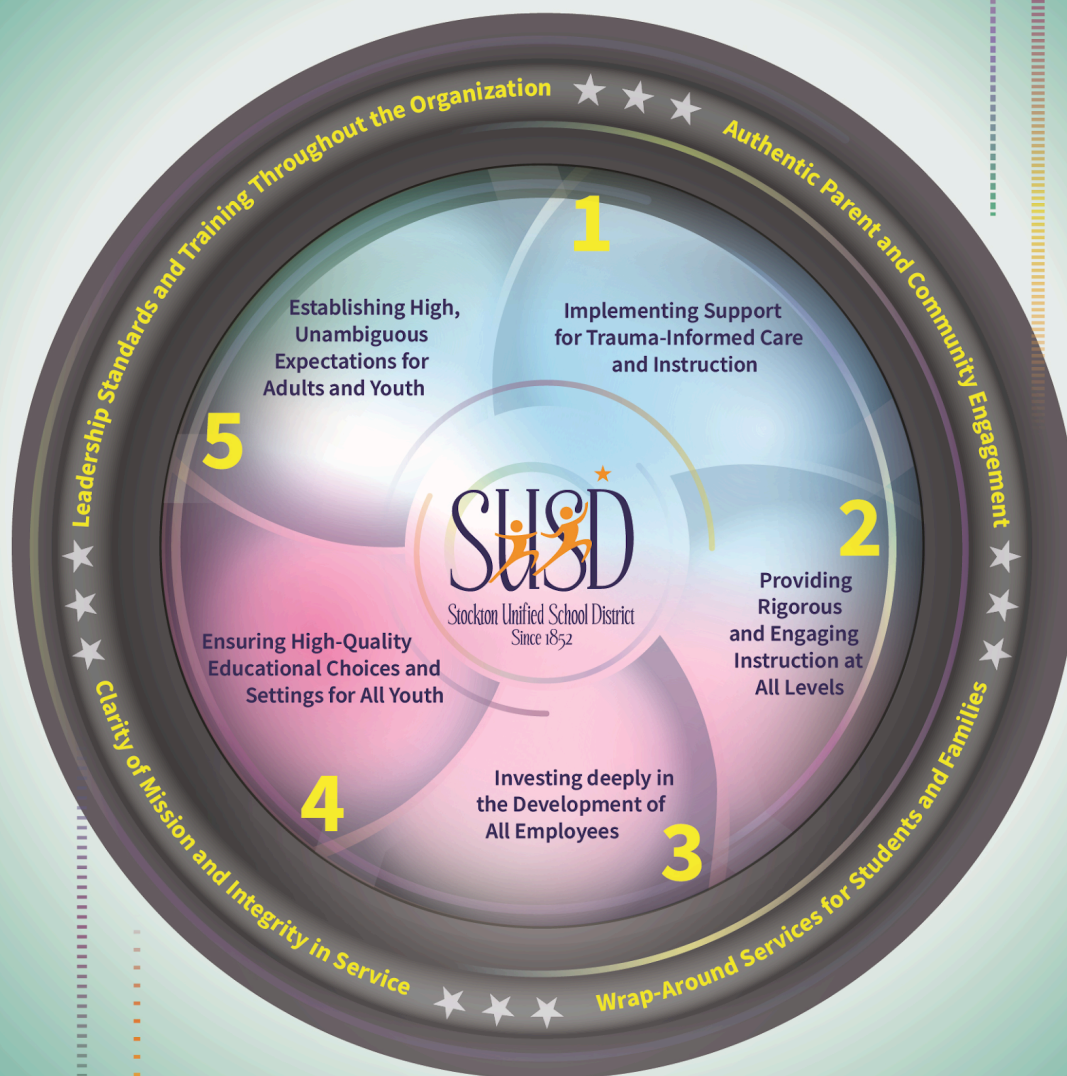 Leadership Standards and Training Throughout the Organization
Authentic Parent and Community Engagement
1
Implementing Support
for Trauma-Informed Care
and Instruction
2
Providing
Rigorous
and Engaging
Instruction at
All Levels
3
Investing deeply in
the Development of
All Employees
4
Ensuring High-Quality
Educational Choices and
Settings for All Youth
5
Establishing High,
Unambiguous
Expectations for
Adults and Youth
SUSD
Stockton Unified School District
Since 1852
Clarity of Mission and Integrity in Service
Wrap-Around Services for Students and Families